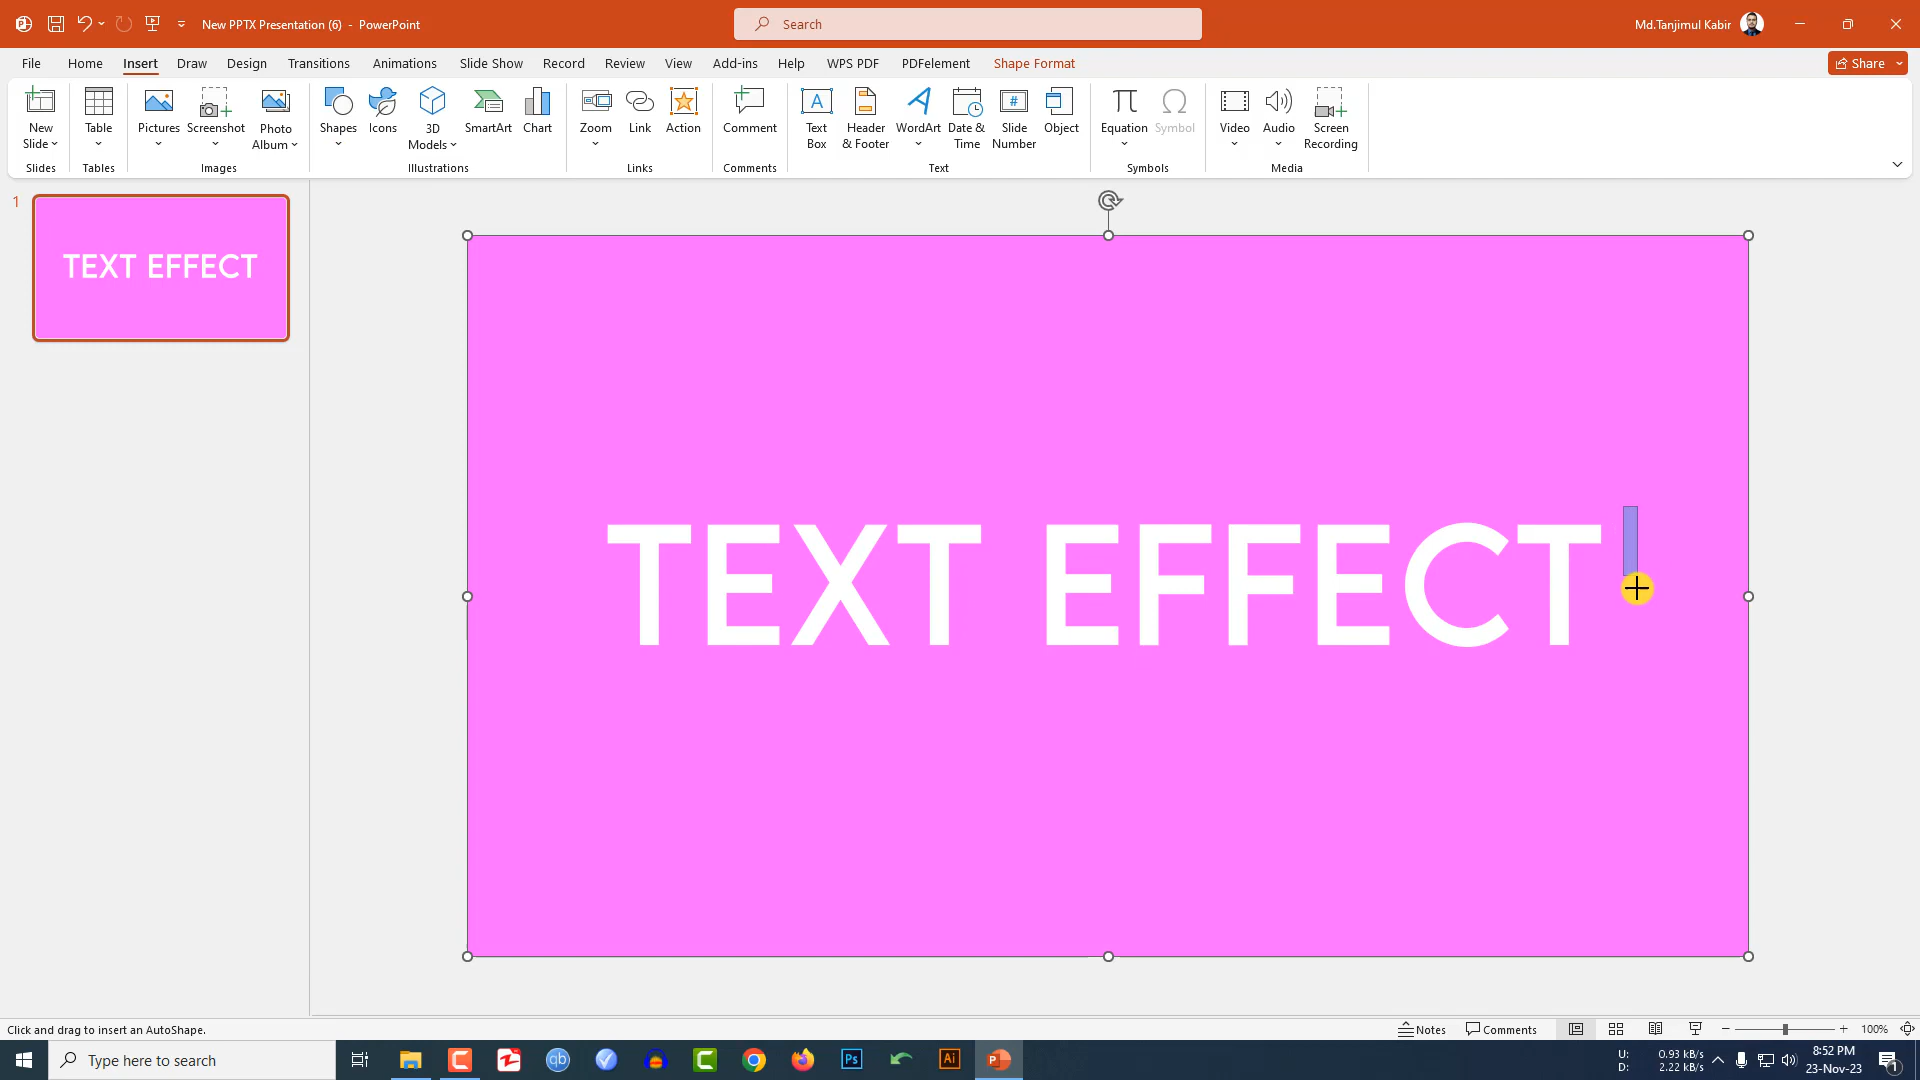 New PPTX Presentation (6) - PowerPoint
Search
Md.Tanjimul Kabir
File Home Insert Draw Design Transitions Animations Slide Show Record Review View Add-ins Help WPS PDF PDFelement Shape Format
Share
New Slide
Table
Pictures
Screenshot
Photo Album
Shapes
Icons
3D Models
SmartArt
Chart
Zoom
Link
Action
Comment
Text Box
Header & Footer
WordArt
Date & Time
Slide Number
Object
Equation
Symbol
Video
Audio
Screen Recording
Slides Tables Images Illustrations Links Comments Text Symbols Media
1
TEXT EFFECT
TEXT EFFECT
Click and drag to insert an AutoShape.
Notes
Comments
100%
Type here to search
qb
Ps
Ai
U: 0.93 kB/s
D: 2.22 kB/s
8:52 PM
23-Nov-23
1